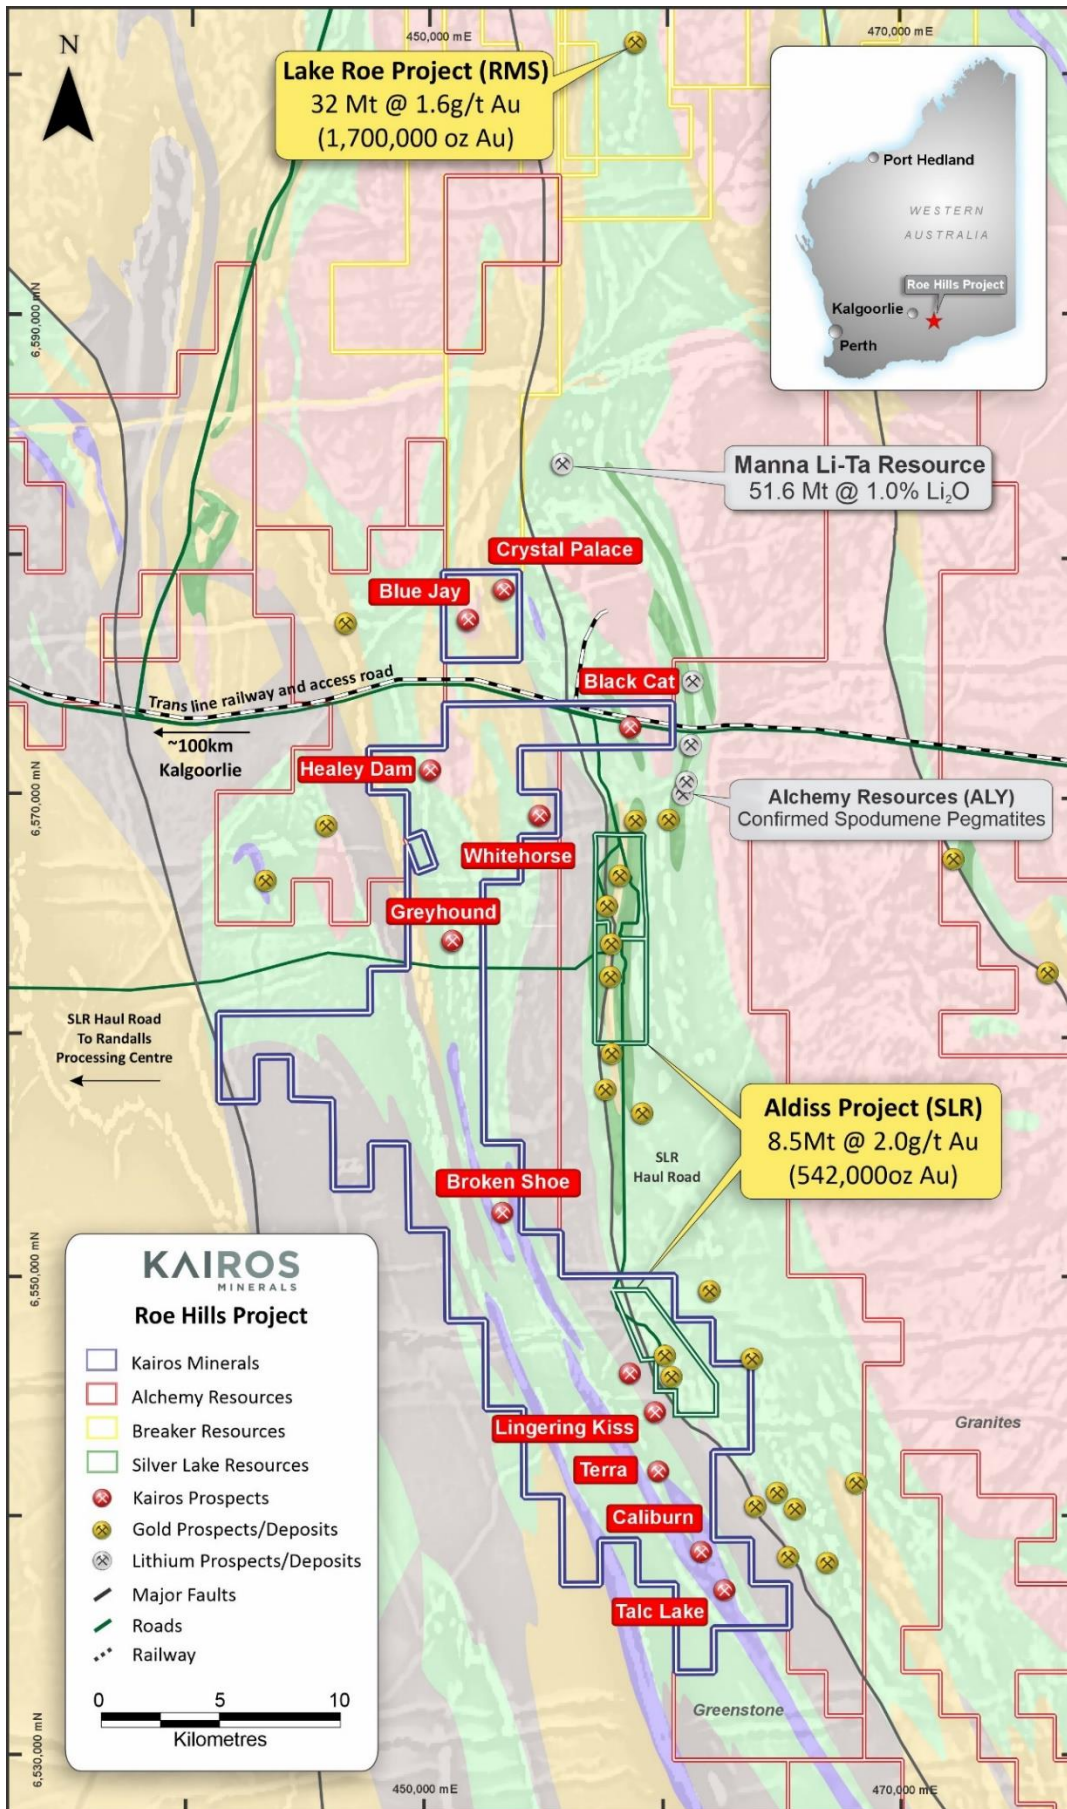 450,000 mE
470,000 mE
N
Lake Roe Project (RMS)
32 Mt @ 1.6g/t Au
(1,700,000 oz Au)
Port Hedland
WESTERN
AUSTRALIA
Roe Hills Project
Kalgoorlie
Perth
6,590,000 mN
Manna Li-Ta Resource
51.6 Mt @ 1.0% Li₂O
Crystal Palace
Blue Jay
Trans line railway and access road
Black Cat
~100km
Kalgoorlie
Healey Dam
6,570,000 mN
Alchemy Resources (ALY)
Confirmed Spodumene Pegmatites
Whitehorse
Greyhound
SLR Haul Road
To Randalls
Processing Centre
Aldiss Project (SLR)
8.5Mt @ 2.0g/t Au
(542,000oz Au)
SLR
Haul Road
Broken Shoe
6,550,000 mN
KAIROS
MINERALS
Roe Hills Project
Kairos Minerals
Alchemy Resources
Breaker Resources
Silver Lake Resources
Kairos Prospects
Gold Prospects/Deposits
Lithium Prospects/Deposits
Major Faults
Roads
Railway
0 5 10
Kilometres
Lingering Kiss
Granites
Terra
Caliburn
Talc Lake
Greenstone
6,530,000 mN
450,000 mE
470,000 mE